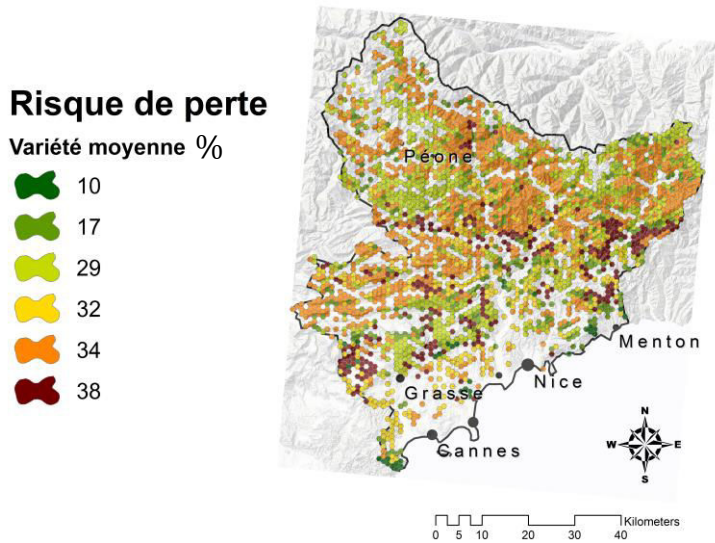 Risque de perte
Variété moyenne %
10
17
29
32
34
38
Péone
Menton
Nice
Grasse
Cannes
N
W E
S
Kilometers
0 5 10 20 30 40